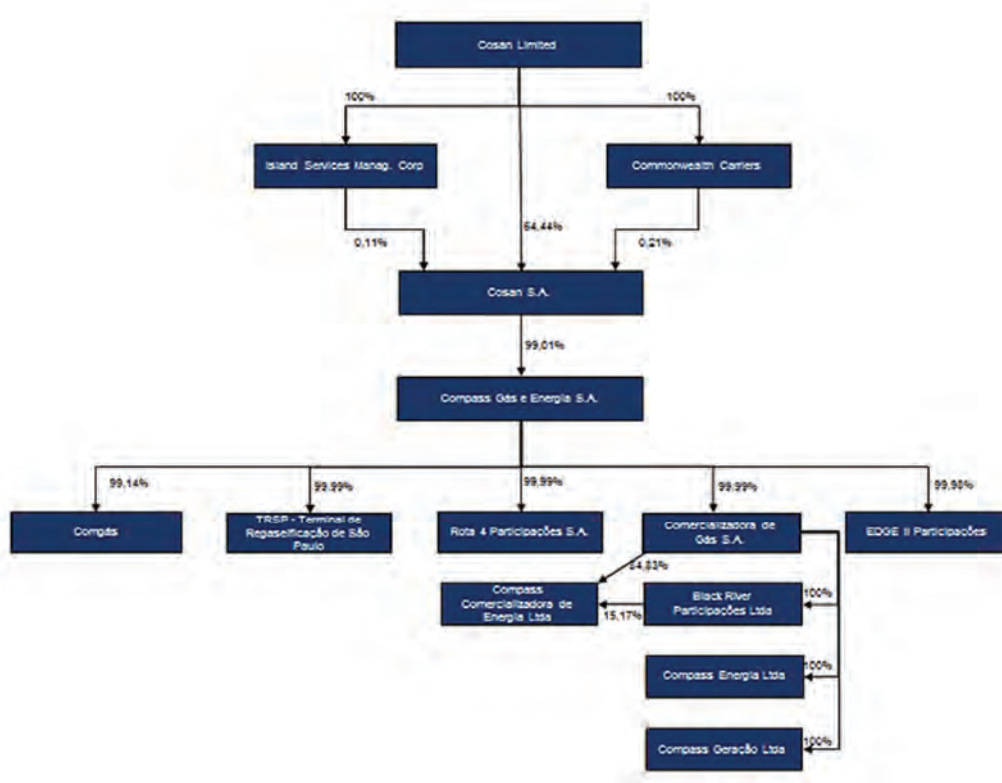 Cosan Limited
100%
100%
Island Services Manag. Corp
Commonwealth Carriers
64,44%
0,11%
0,21%
Cosan S.A.
99,01%
Compass Gás e Energia S.A.
99,14%
99,99%
99,99%
99,99%
99,98%
Comgás
TRSP - Terminal de
Regaseificação de São
Paulo
Rota 4 Participações S.A.
Comercializadora de
Gás S.A.
EDGE II Participações
84,83%
Compass
Comercializadora de
Energia Ltda
15,17%
Black River
Participações Ltda
100%
Compass Energia Ltda
100%
Compass Geração Ltda
100%